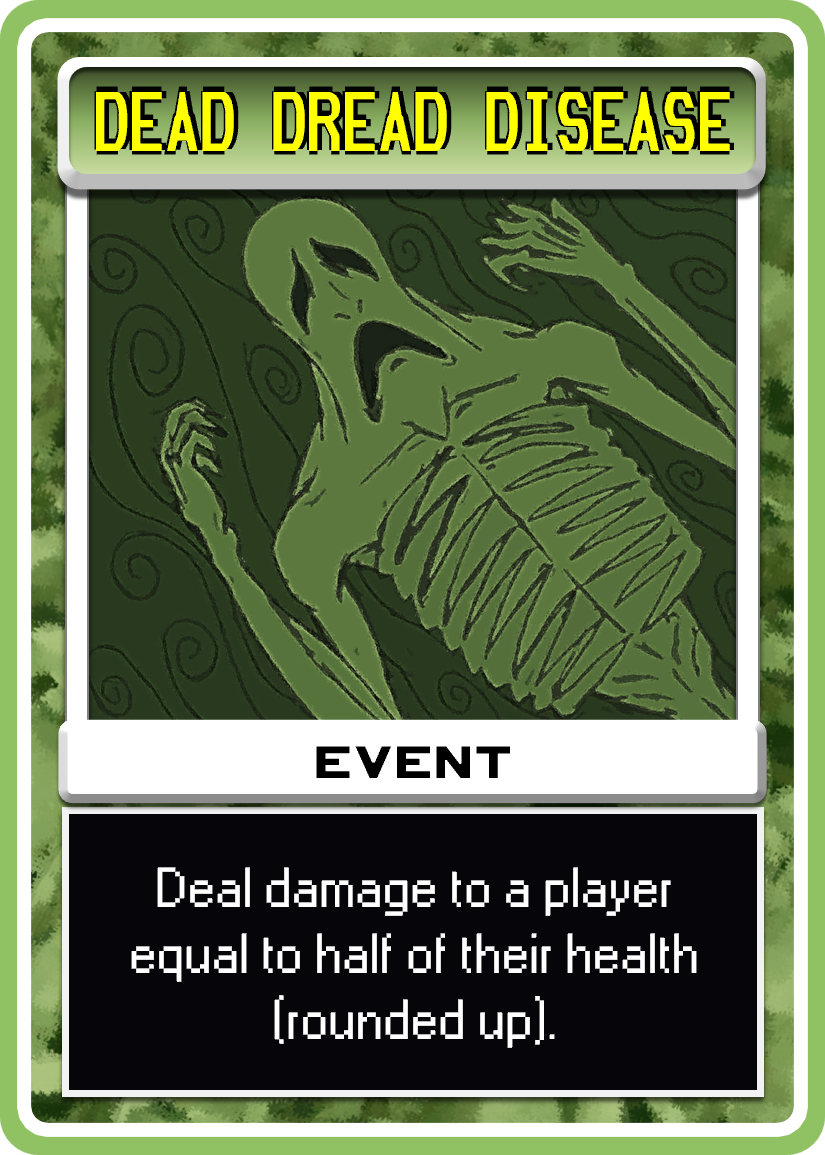 DEAD DREAD DISEASE
EVENT
Deal damage to a player
equal to half of their health
(rounded up).